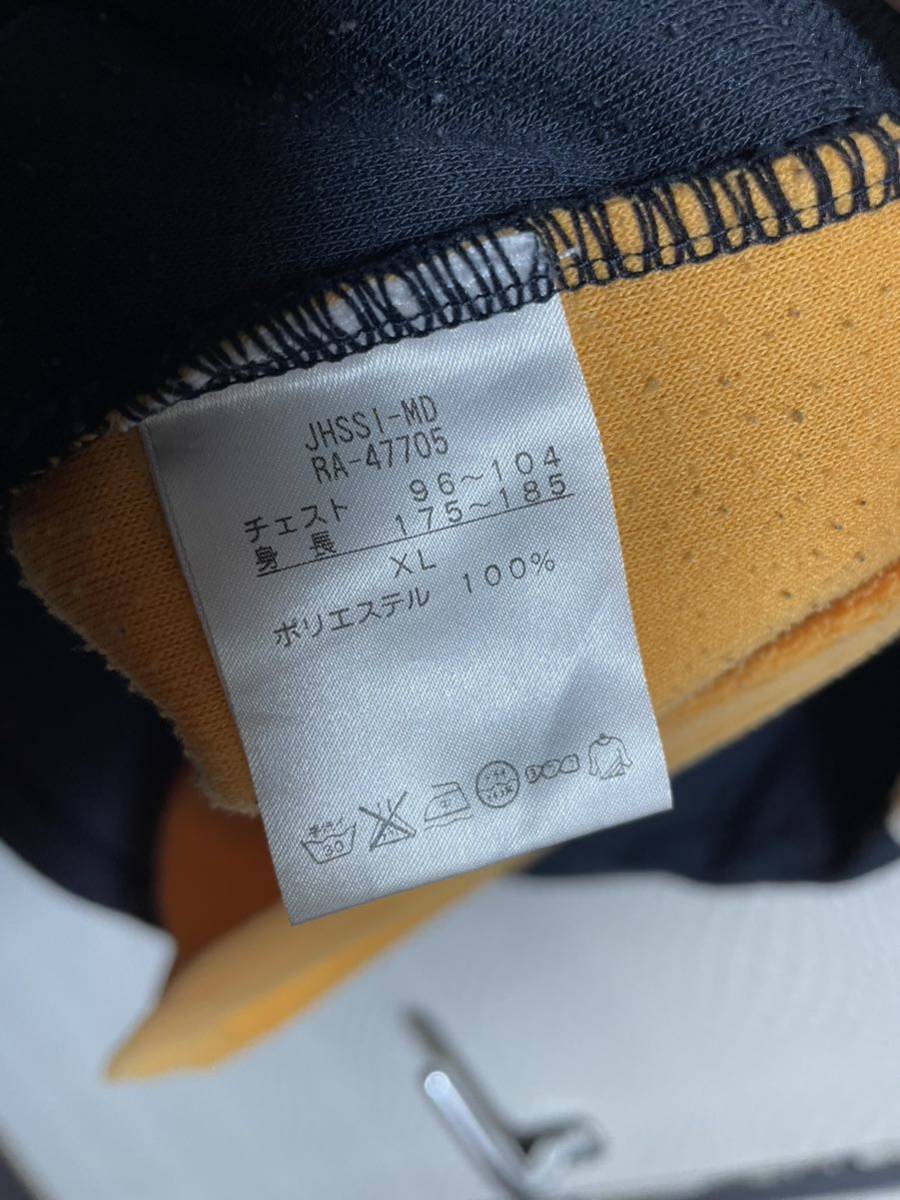 JHSSI-MD
RA-47705
チェスト 96~104
身長 175~185
XL
ポリエステル 100%
30